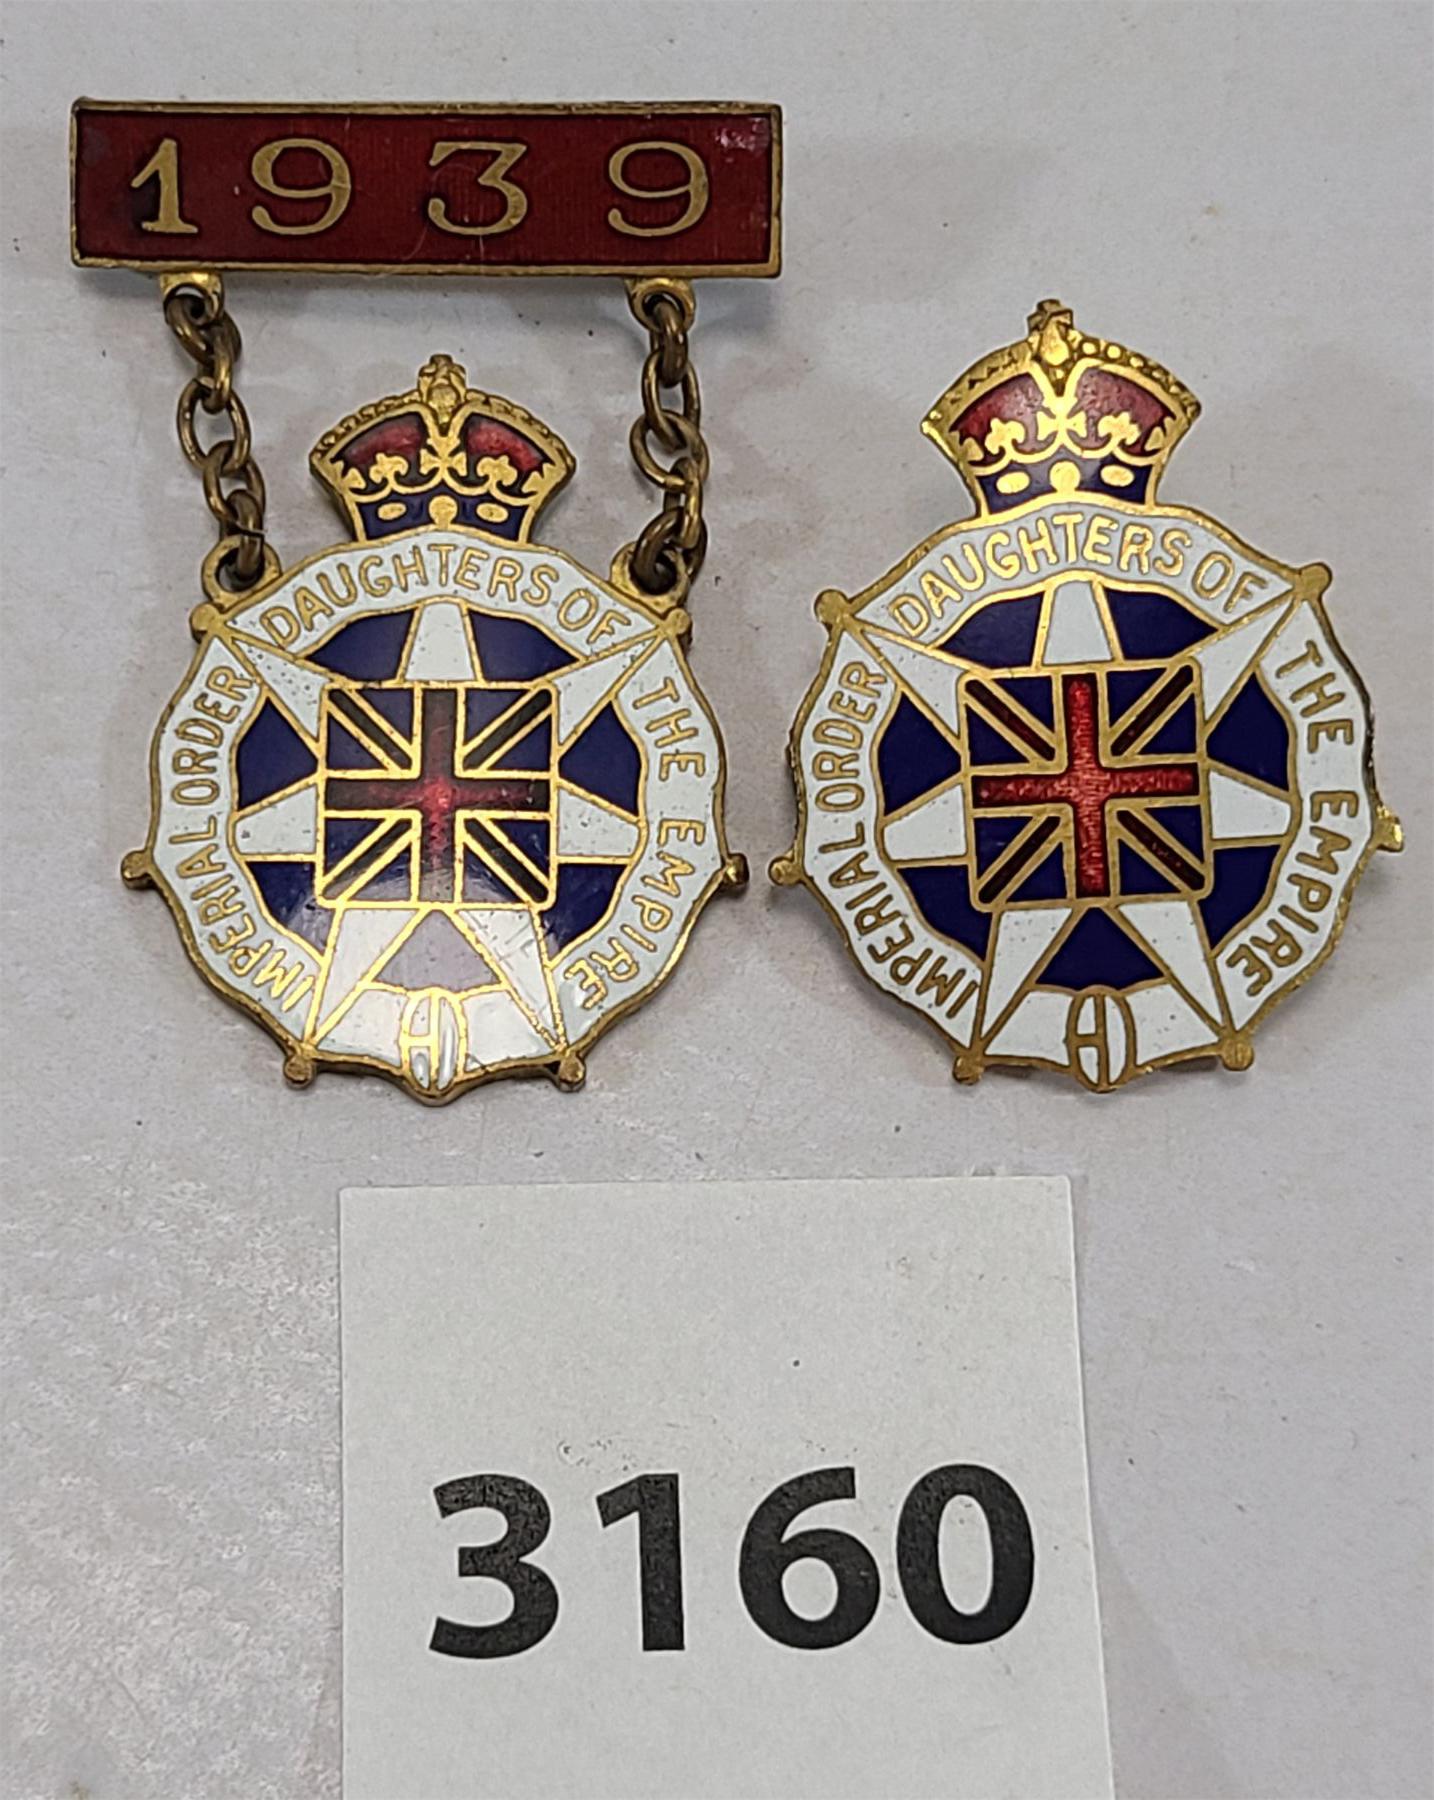 1939
IMPERIAL ORDER DAUGHTERS OF THE EMPIRE
IMPERIAL ORDER DAUGHTERS OF THE EMPIRE
3160